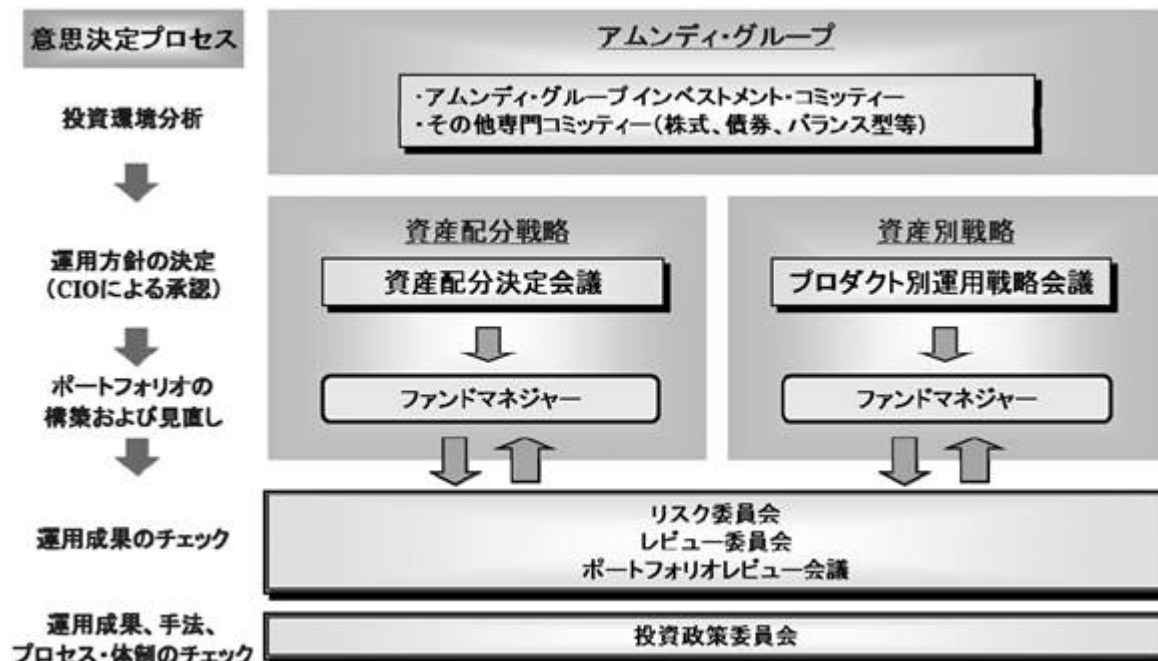 意思決定プロセス
アムンディ・グループ
投資環境分析
・アムンディ・グループ インベストメント・コミッティー
・その他専門コミッティー（株式、債券、バランス型等）
運用方針の決定
（CIOによる承認）
資産配分戦略
資産配分決定会議
資産別戦略
プロダクト別運用戦略会議
ポートフォリオの
構築および見直し
ファンドマネジャー
ファンドマネジャー
運用成果のチェック
リスク委員会
レビュー委員会
ポートフォリオレビュー会議
運用成果、手法、
プロセス・体制のチェック
投資政策委員会